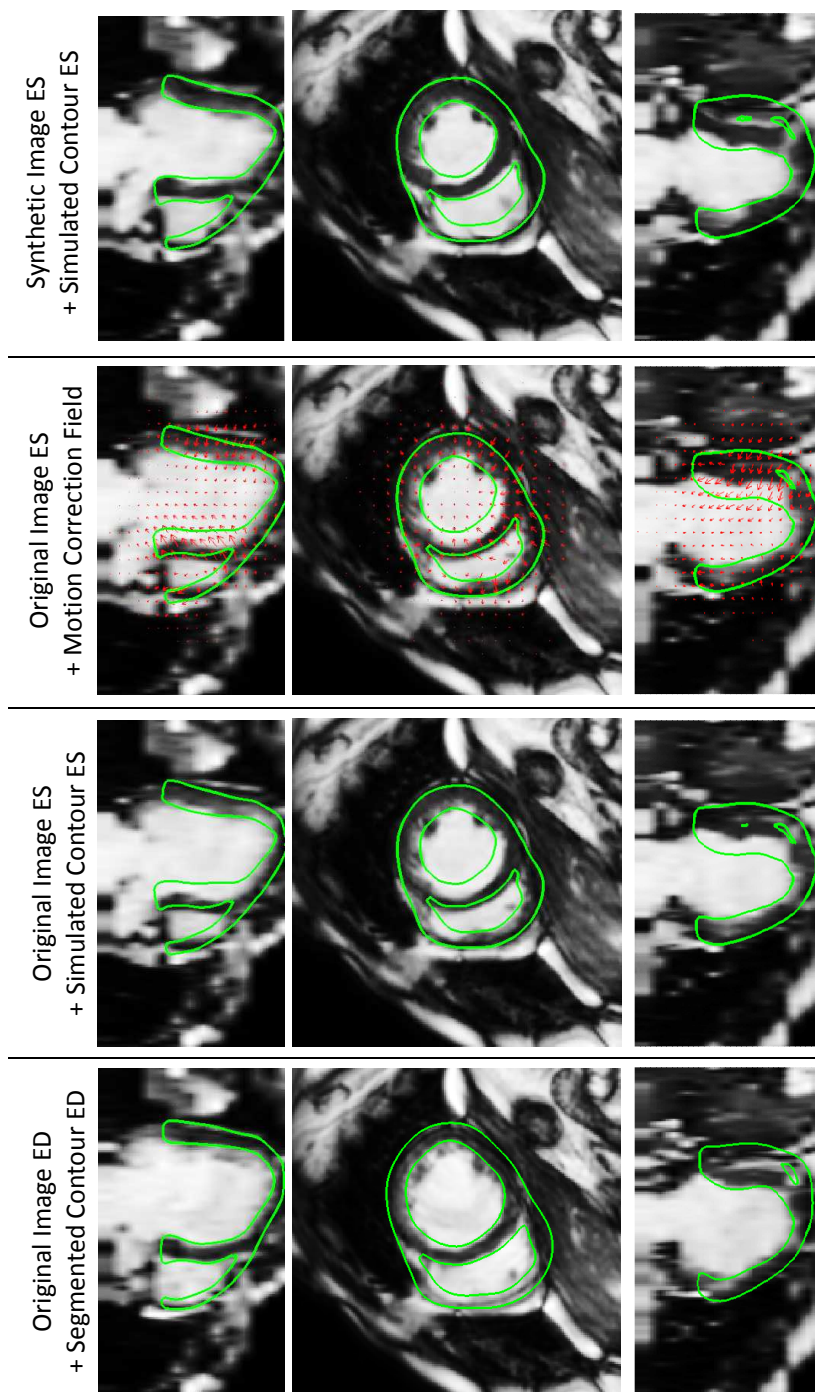 Synthetic Image ES
+ Simulated Contour ES
Original Image ES
+ Motion Correction Field
Original Image ES
+ Simulated Contour ES
Original Image ED
+ Segmented Contour ED